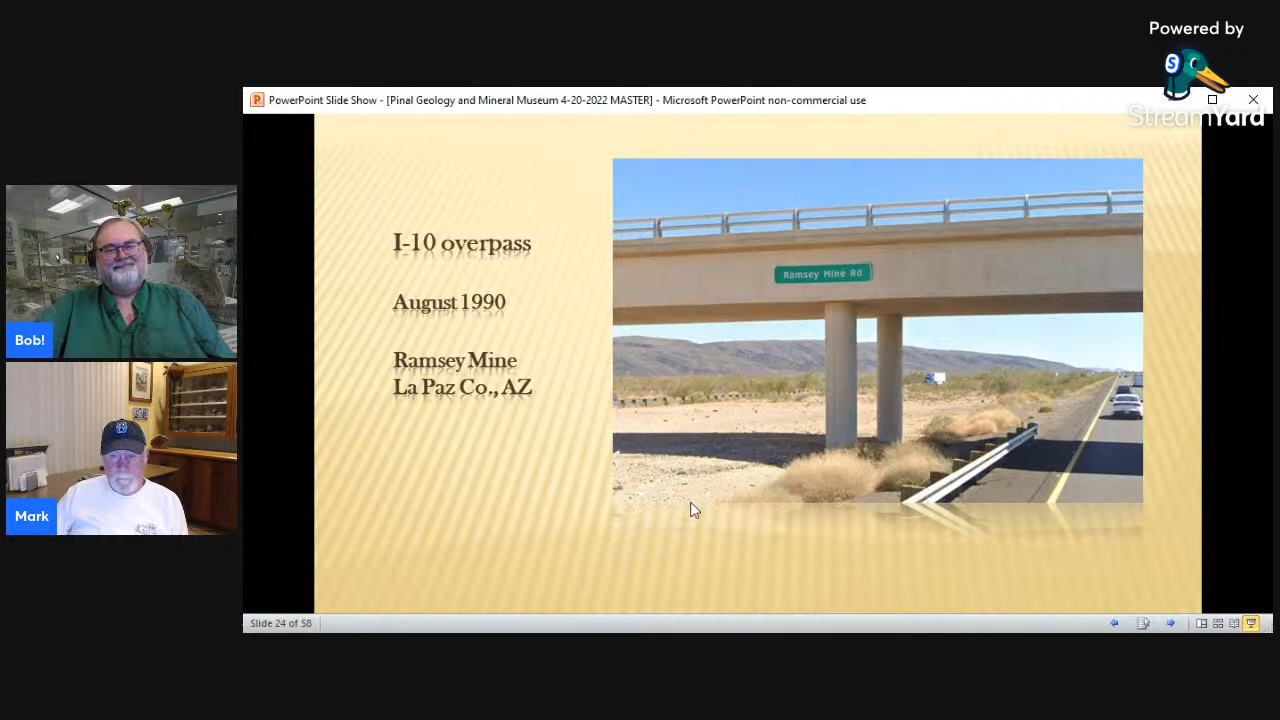 Powered by
StreamYard
PowerPoint Slide Show - [Pinal Geology and Mineral Museum 4-20-2022 MASTER] - Microsoft PowerPoint non-commercial use
I-10 overpass
August 1990
Ramsey Mine
La Paz Co., AZ
Ramsey Mine Rd
Bob!
Mark
Slide 24 of 58